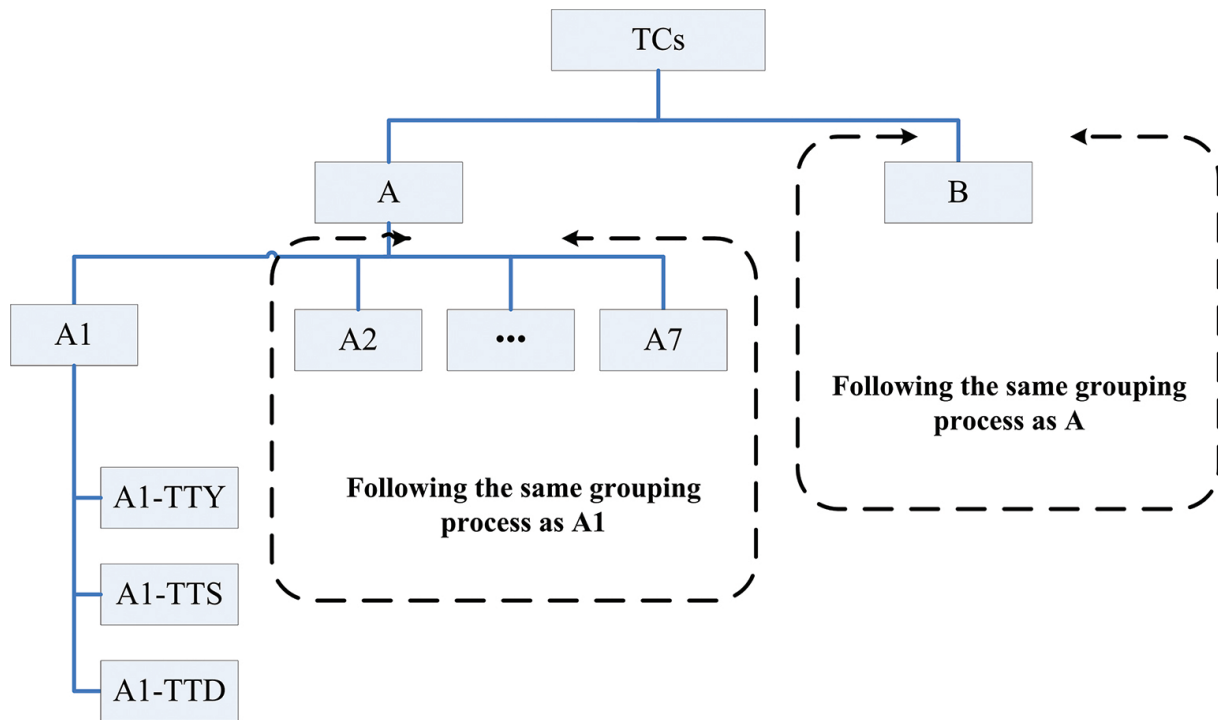 TCs
A
B
A1
A2
•••
A7
Following the same grouping
process as A
Following the same grouping
process as A1
A1-TTY
A1-TTS
A1-TTD